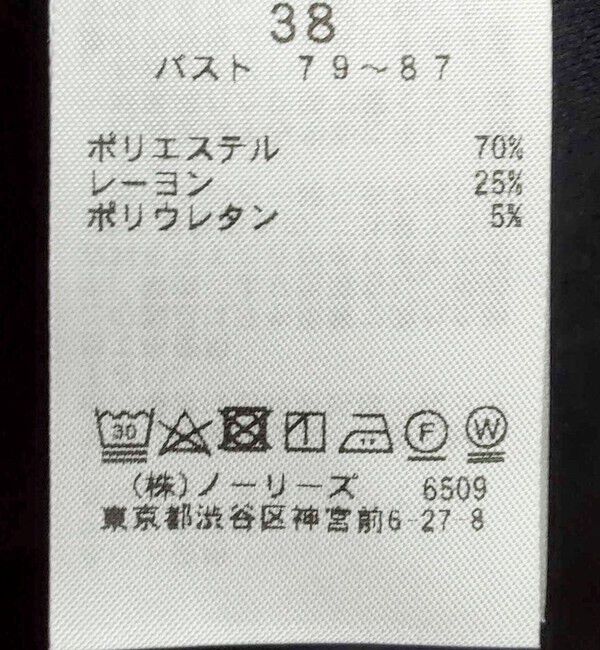 38
バスト 79～87
ポリエステル 70%
レーヨン 25%
ポリウレタン 5%
30 F W
(株)ノーリーズ 6509
東京都渋谷区神宮前6-27-8